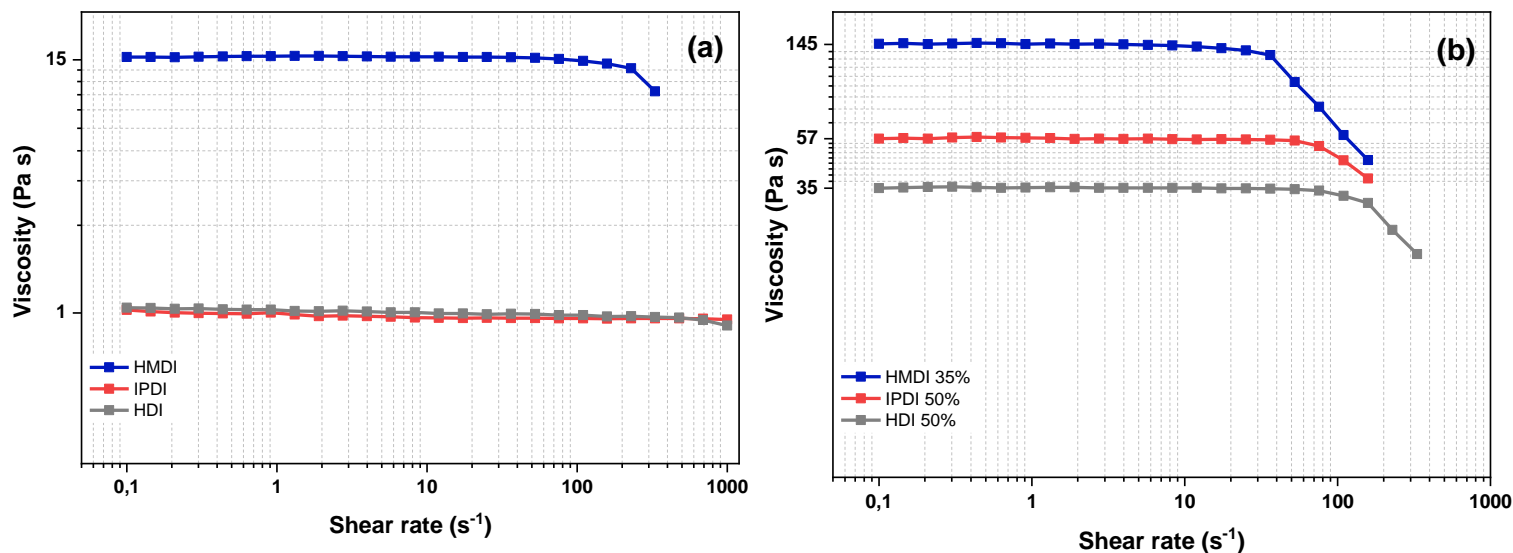 (a)
Viscosity (Pa s)
15
1
HMDI
IPDI
HDI
0,1 1 10 100 1000
Shear rate (s⁻¹)
(b)
Viscosity (Pa s)
145
57
35
HMDI 35%
IPDI 50%
HDI 50%
0,1 1 10 100 1000
Shear rate (s⁻¹)